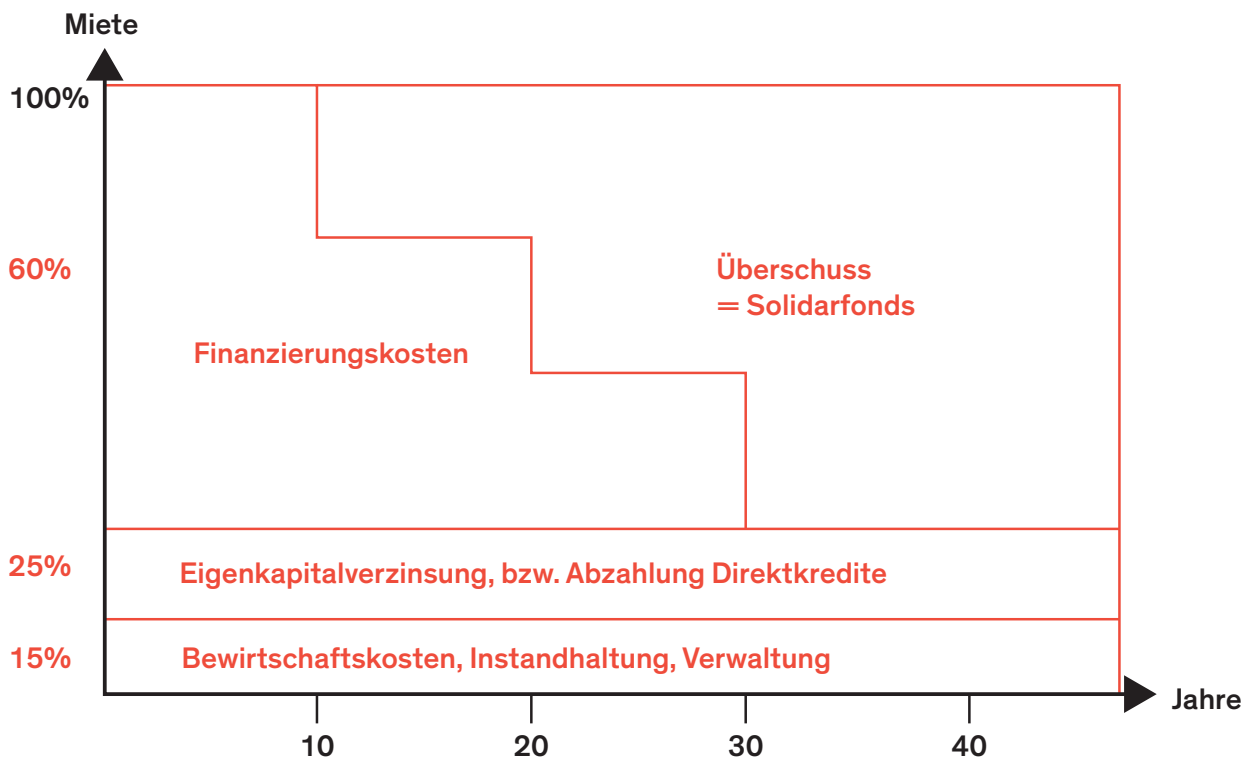 Miete
100%
60%
Überschuss
= Solidarfonds
Finanzierungskosten
25%
Eigenkapitalverzinsung, bzw. Abzahlung Direktkredite
15%
Bewirtschaftskosten, Instandhaltung, Verwaltung
Jahre
10
20
30
40